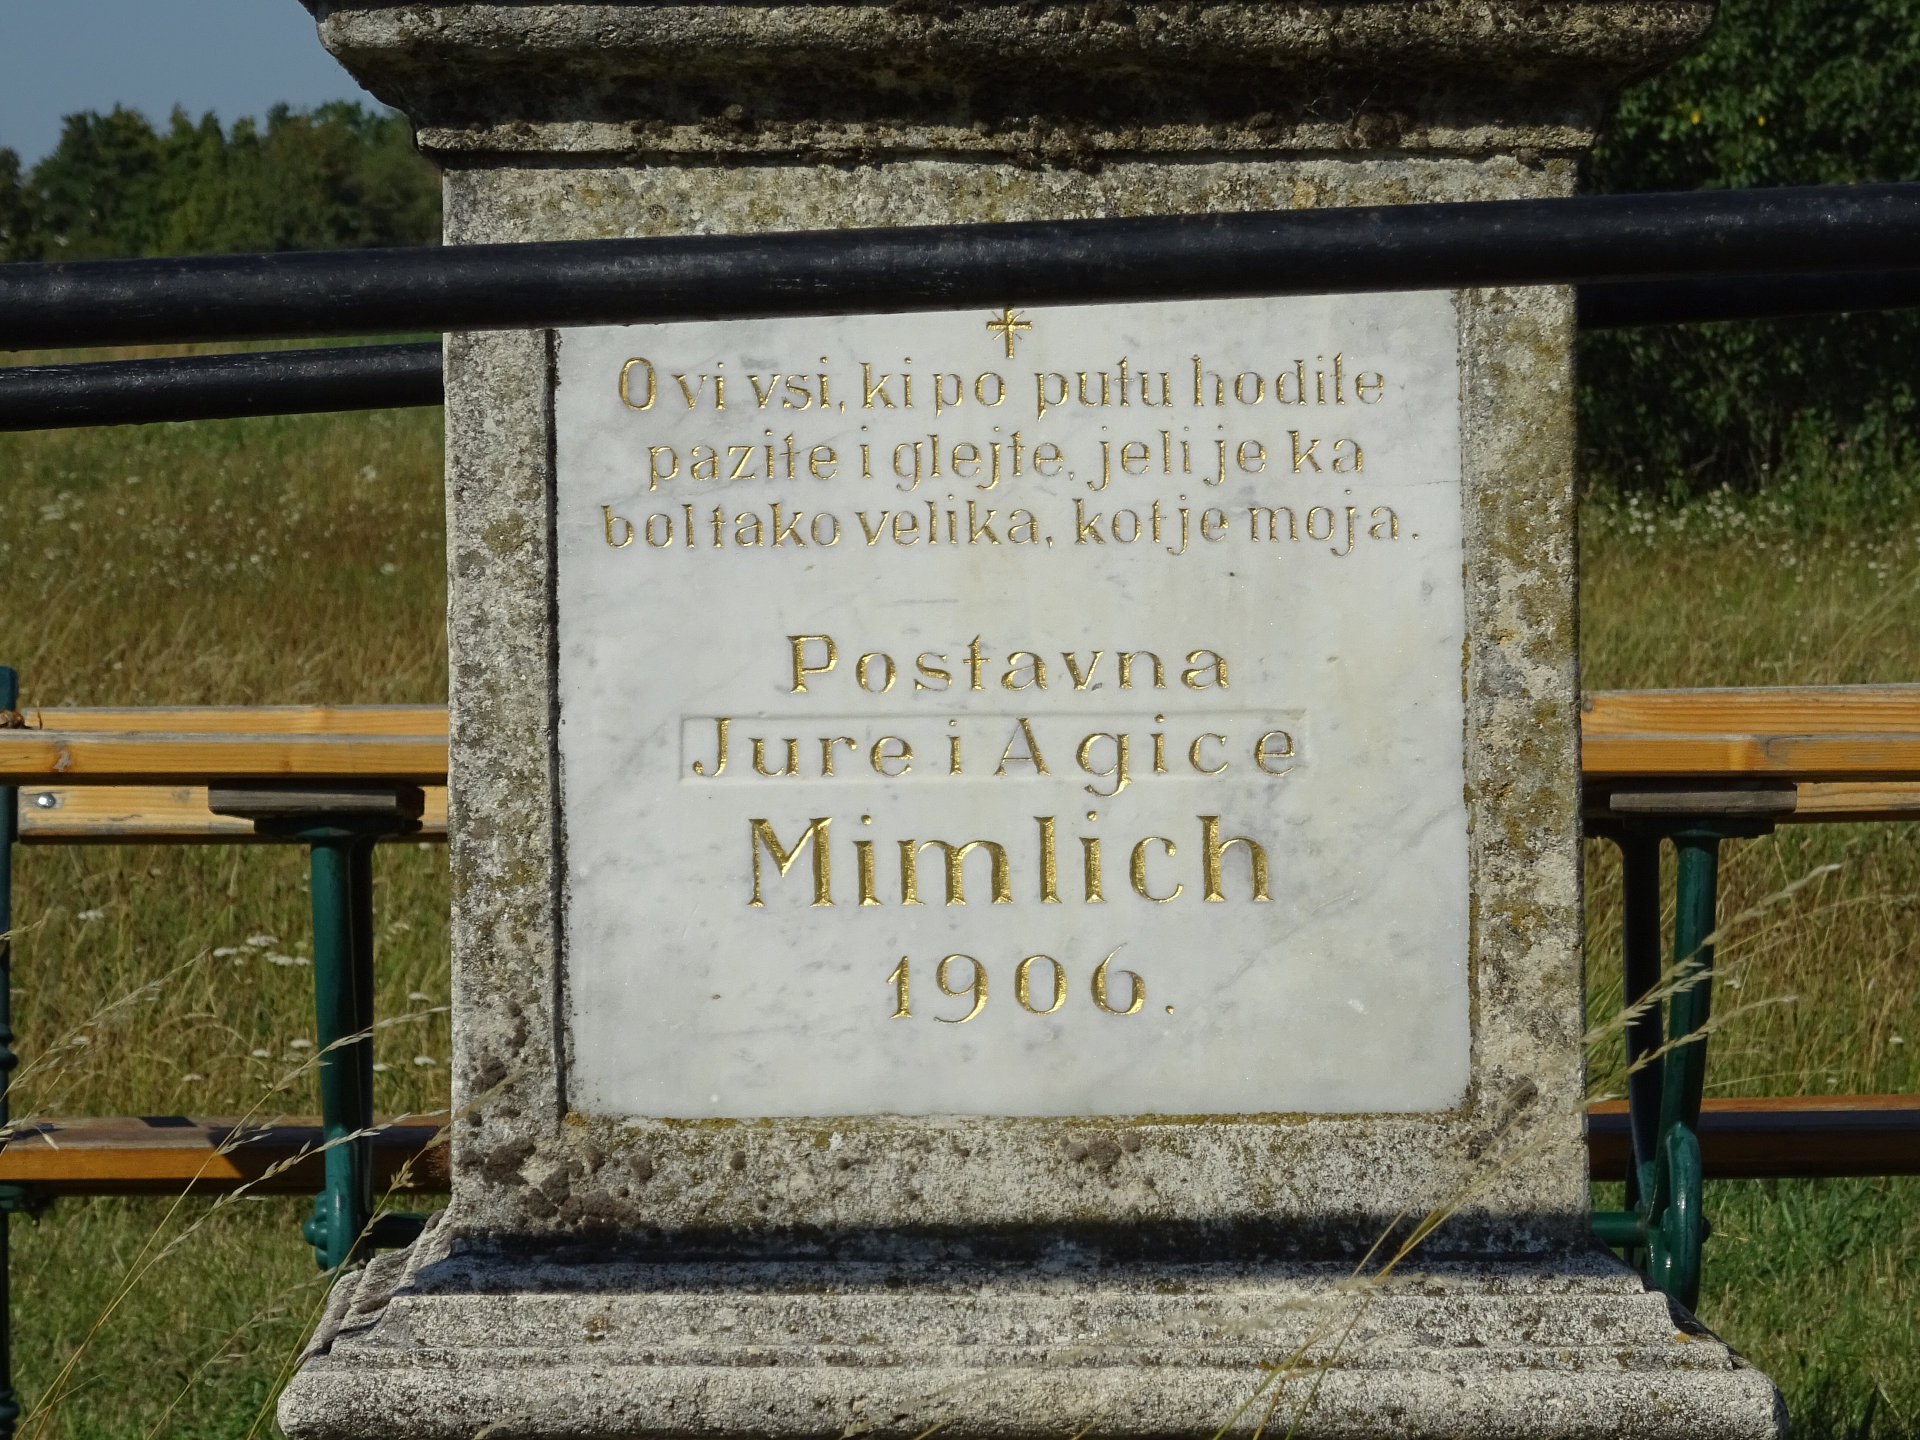 O vi vsi, ki po putu hodite
pazite i glejte, jeli je ka
bol tako velika, kot je moja.
Postavna
Jure i Agice
Mimlich
1906.